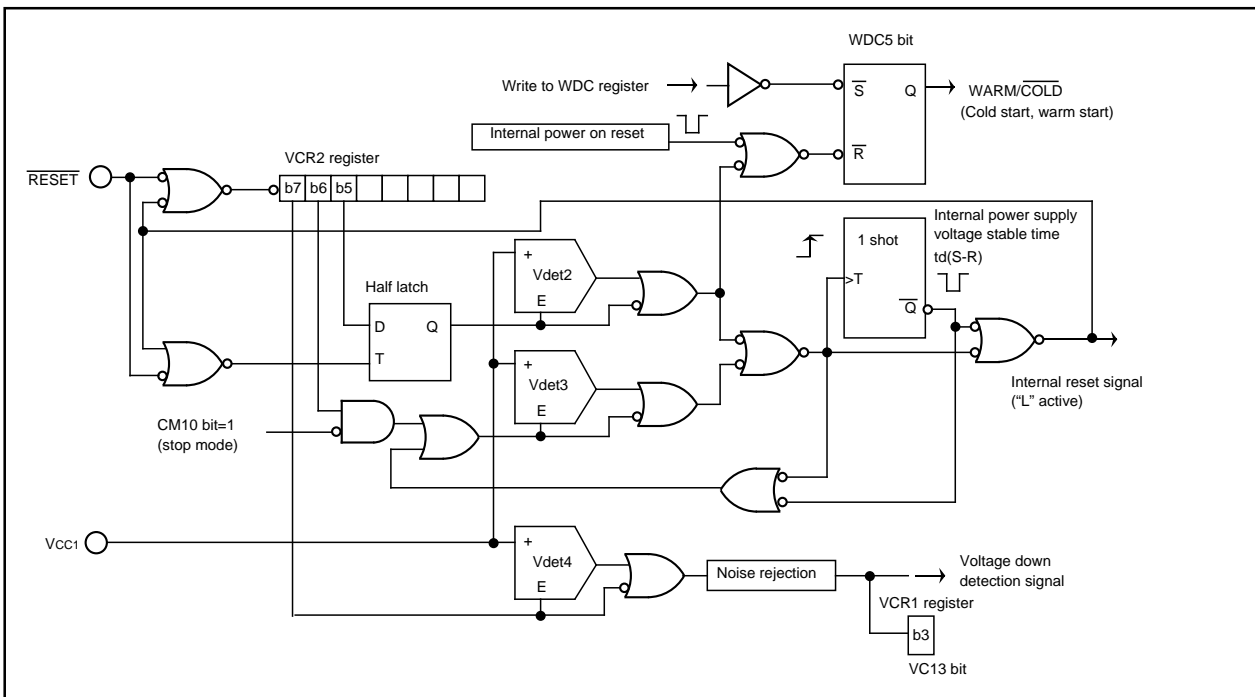 WDC5 bit
Write to WDC register
S
Q
WARM/COLD
(Cold start, warm start)
Internal power on reset
R
RESET
VCR2 register
b7 b6 b5
Internal power supply
voltage stable time
td(S-R)
1 shot
>T
Q
+
Vdet2
E
Half latch
D
Q
T
+
Vdet3
E
Internal reset signal
("L" active)
CM10 bit=1
(stop mode)
VCC1
+
Vdet4
E
Noise rejection
Voltage down
detection signal
VCR1 register
b3
VC13 bit